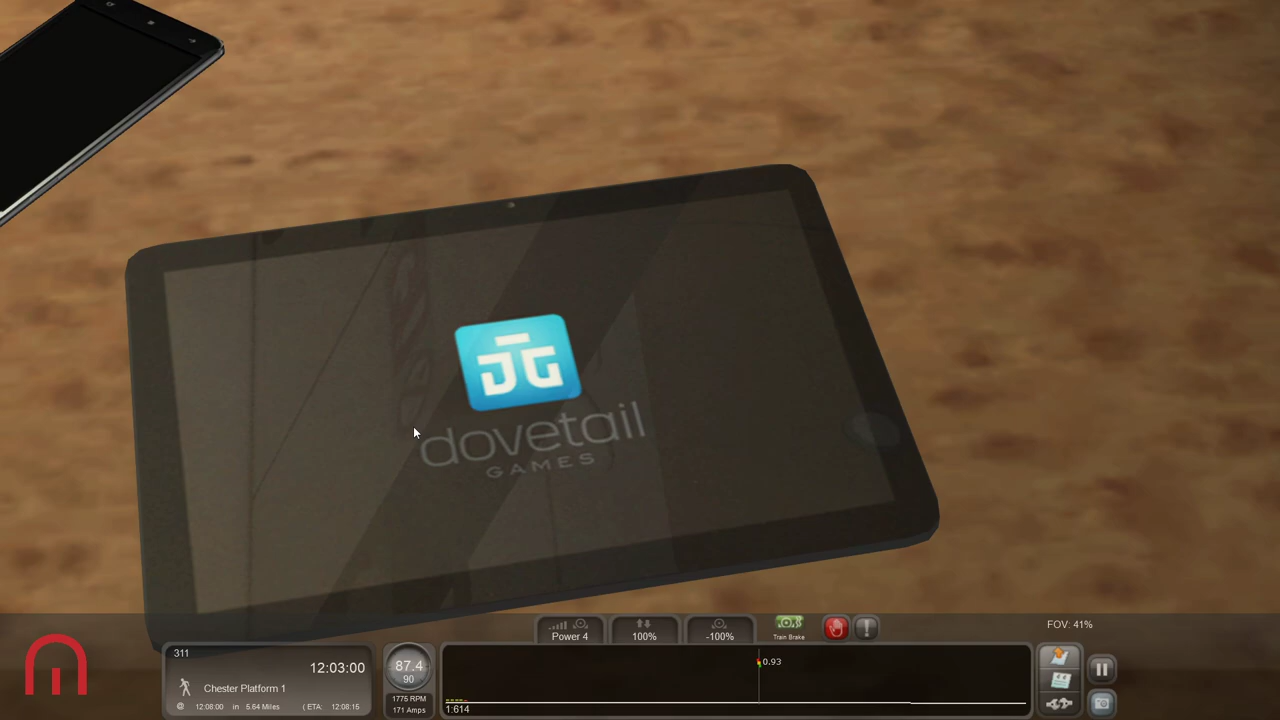 dovetail
GAMES
FOV: 41%
Power 4
100%
-100%
Train Brake
311
12:03:00
Chester Platform 1
@ 12:08:00 in 5.64 Miles ( ETA: 12:08:15
87.4
90
1775 RPM
171 Amps
0.93
1:614